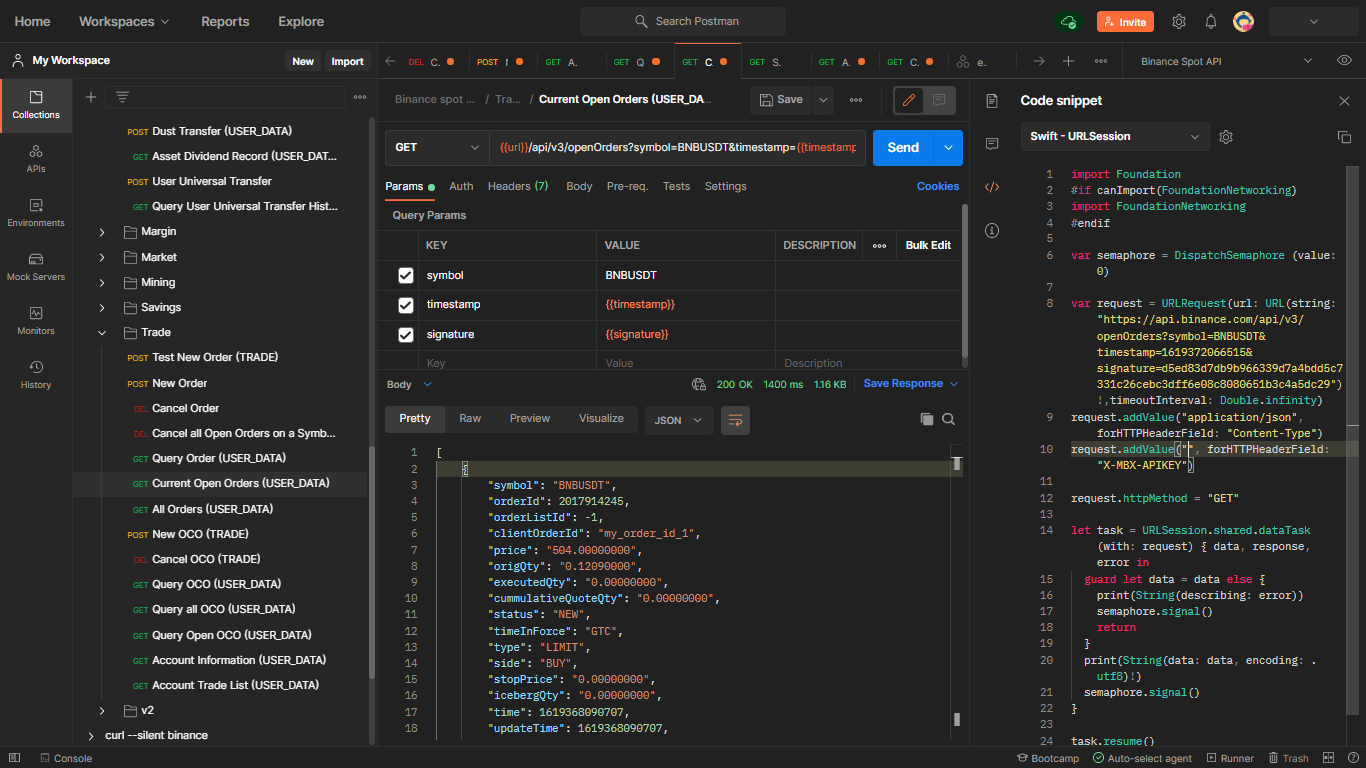 Home Workspaces Reports Explore Search Postman Invite
My Workspace New Import
DEL C. POST GET A. GET Q GET C GET S. GET A. GET C. e.. Binance Spot API
Collections
APIs
Environments
Mock Servers
Monitors
History
POST Dust Transfer (USER_DATA)
GET Asset Dividend Record (USER_DAT...
POST User Universal Transfer
GET Query User Universal Transfer Hist...
Margin
Market
Mining
Savings
Trade
POST Test New Order (TRADE)
POST New Order
DEL Cancel Order
DEL Cancel all Open Orders on a Symb...
GET Query Order (USER_DATA)
GET Current Open Orders (USER_DATA)
GET All Orders (USER_DATA)
POST New OCO (TRADE)
DEL Cancel OCO (TRADE)
GET Query OCO (USER_DATA)
GET Query all OCO (USER_DATA)
GET Query Open OCO (USER_DATA)
GET Account Information (USER_DATA)
GET Account Trade List (USER_DATA)
v2
curl --silent binance
Binance spot ... / Tra... / Current Open Orders (USER_DA... Save
GET {{url}}/api/v3/openOrders?symbol=BNBUSDT&timestamp={{timestamp Send
Params Auth Headers (7) Body Pre-req. Tests Settings Cookies
Query Params
KEY VALUE DESCRIPTION Bulk Edit
symbol BNBUSDT
timestamp {{timestamp}}
signature {{signature}}
Key Value Description
Body 200 OK 1400 ms 1.16 KB Save Response
Pretty Raw Preview Visualize JSON
1 [
2 {
3 "symbol": "BNBUSDT",
4 "orderId": 2017914245,
5 "orderListId": -1,
6 "clientOrderId": "my_order_id_1",
7 "price": "504.00000000",
8 "origQty": "0.12090000",
9 "executedQty": "0.00000000",
10 "cummulativeQuoteQty": "0.00000000",
11 "status": "NEW",
12 "timeInForce": "GTC",
13 "type": "LIMIT",
14 "side": "BUY",
15 "stopPrice": "0.00000000",
16 "icebergQty": "0.00000000",
17 "time": 1619368090707,
18 "updateTime": 1619368090707,
Code snippet
Swift - URLSession
1 import Foundation
2 #if canImport(FoundationNetworking)
3 import FoundationNetworking
4 #endif
5
6 var semaphore = DispatchSemaphore (value:
0)
7
8 var request = URLRequest(url: URL(string:
"https://api.binance.com/api/v3/
openOrders?symbol=BNBUSDT&
timestamp=1619372066515&
signature=d5ed83d7db9b966339d7a4bdd5c7
331c26cebc3dff6e08c8080651b3c4a5dc29")
!,timeoutInterval: Double.infinity)
9 request.addValue("application/json",
forHTTPHeaderField: "Content-Type")
10 request.addValue("", forHTTPHeaderField:
"X-MBX-APIKEY")
11
12 request.httpMethod = "GET"
13
14 let task = URLSession.shared.dataTask
(with: request) { data, response,
error in
15 guard let data = data else {
16 print(String(describing: error))
17 semaphore.signal()
18 return
19 }
20 print(String(data: data, encoding: .
utf8)!)
21 semaphore.signal()
22 }
23
24 task.resume()
Console Bootcamp Auto-select agent Runner Trash